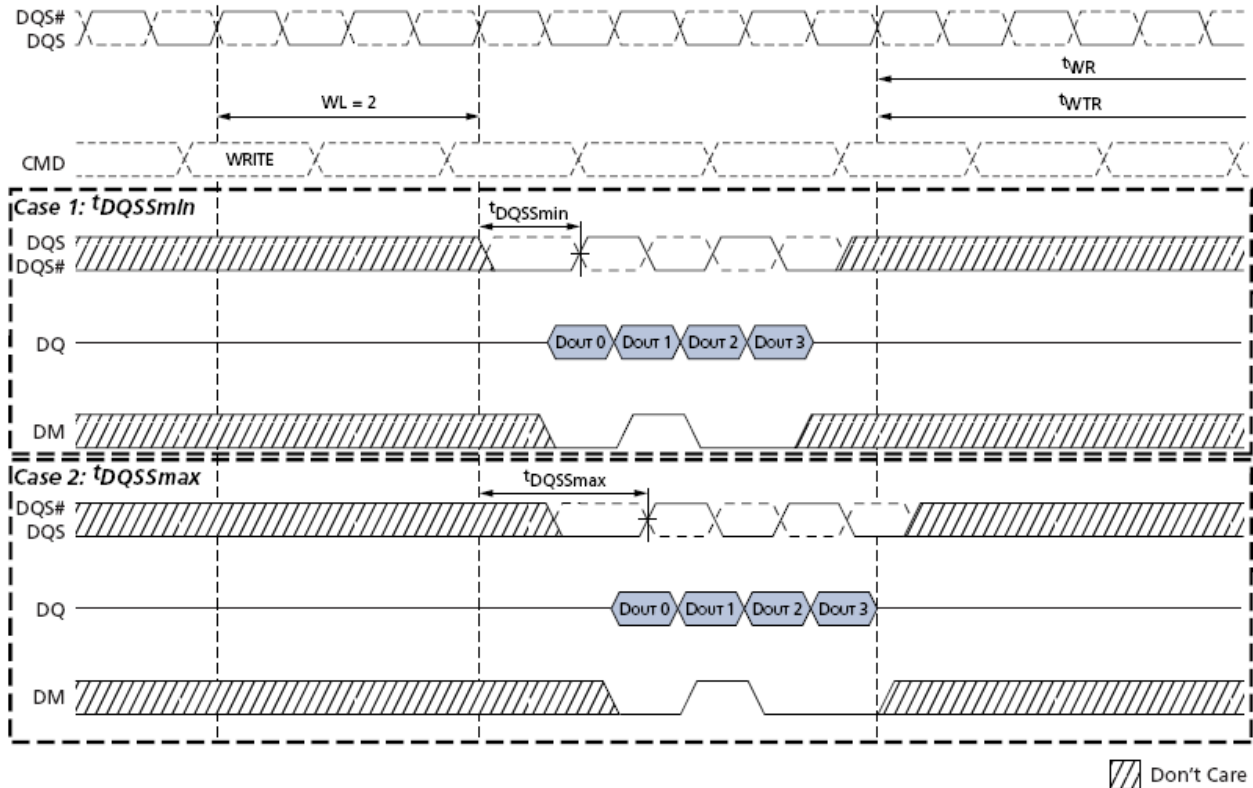 DQS#
DQS
tWR
WL = 2
tWTR
CMD
WRITE
Case 1: tDQSSmin
tDQSSmin
DQS
DQS#
DQ
DOUT 0 DOUT 1 DOUT 2 DOUT 3
DM
Case 2: tDQSSmax
tDQSSmax
DQS#
DQS
DQ
DOUT 0 DOUT 1 DOUT 2 DOUT 3
DM
Don't Care